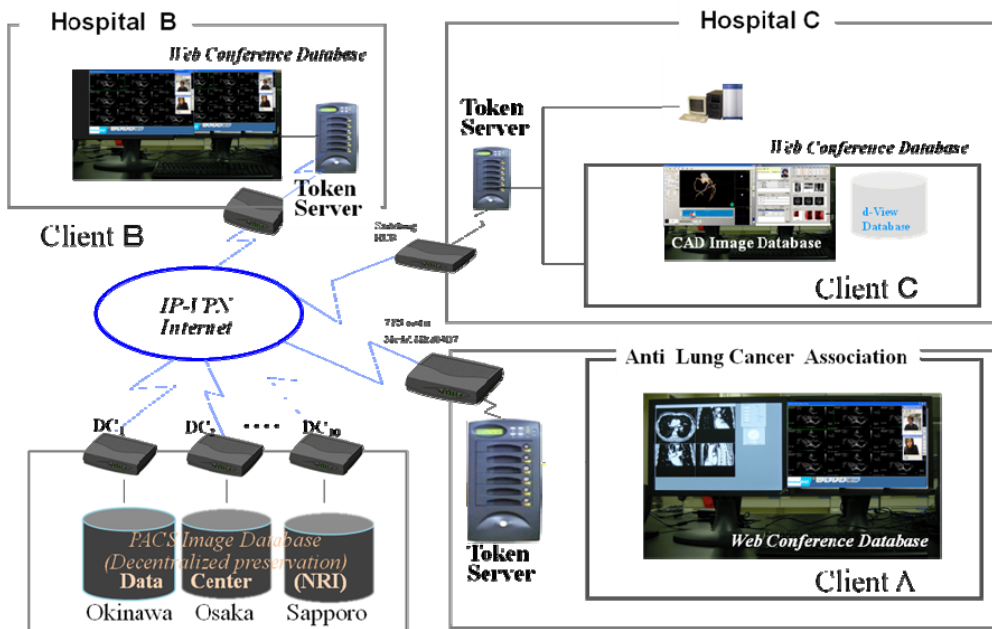 Hospital B
Web Conference Database
Token
Server
Client B
Hospital C
Token
Server
Web Conference Database
CAD Image Database
d-View
Database
Client C
HUB
IP-VPN
Internet
Anti Lung Cancer Association
Web Conference Database
Client A
Token
Server
DC1
DC2
....
DC10
PACS Image Database
(Decentralized preservation)
Data Center (NRI)
Okinawa Osaka Sapporo